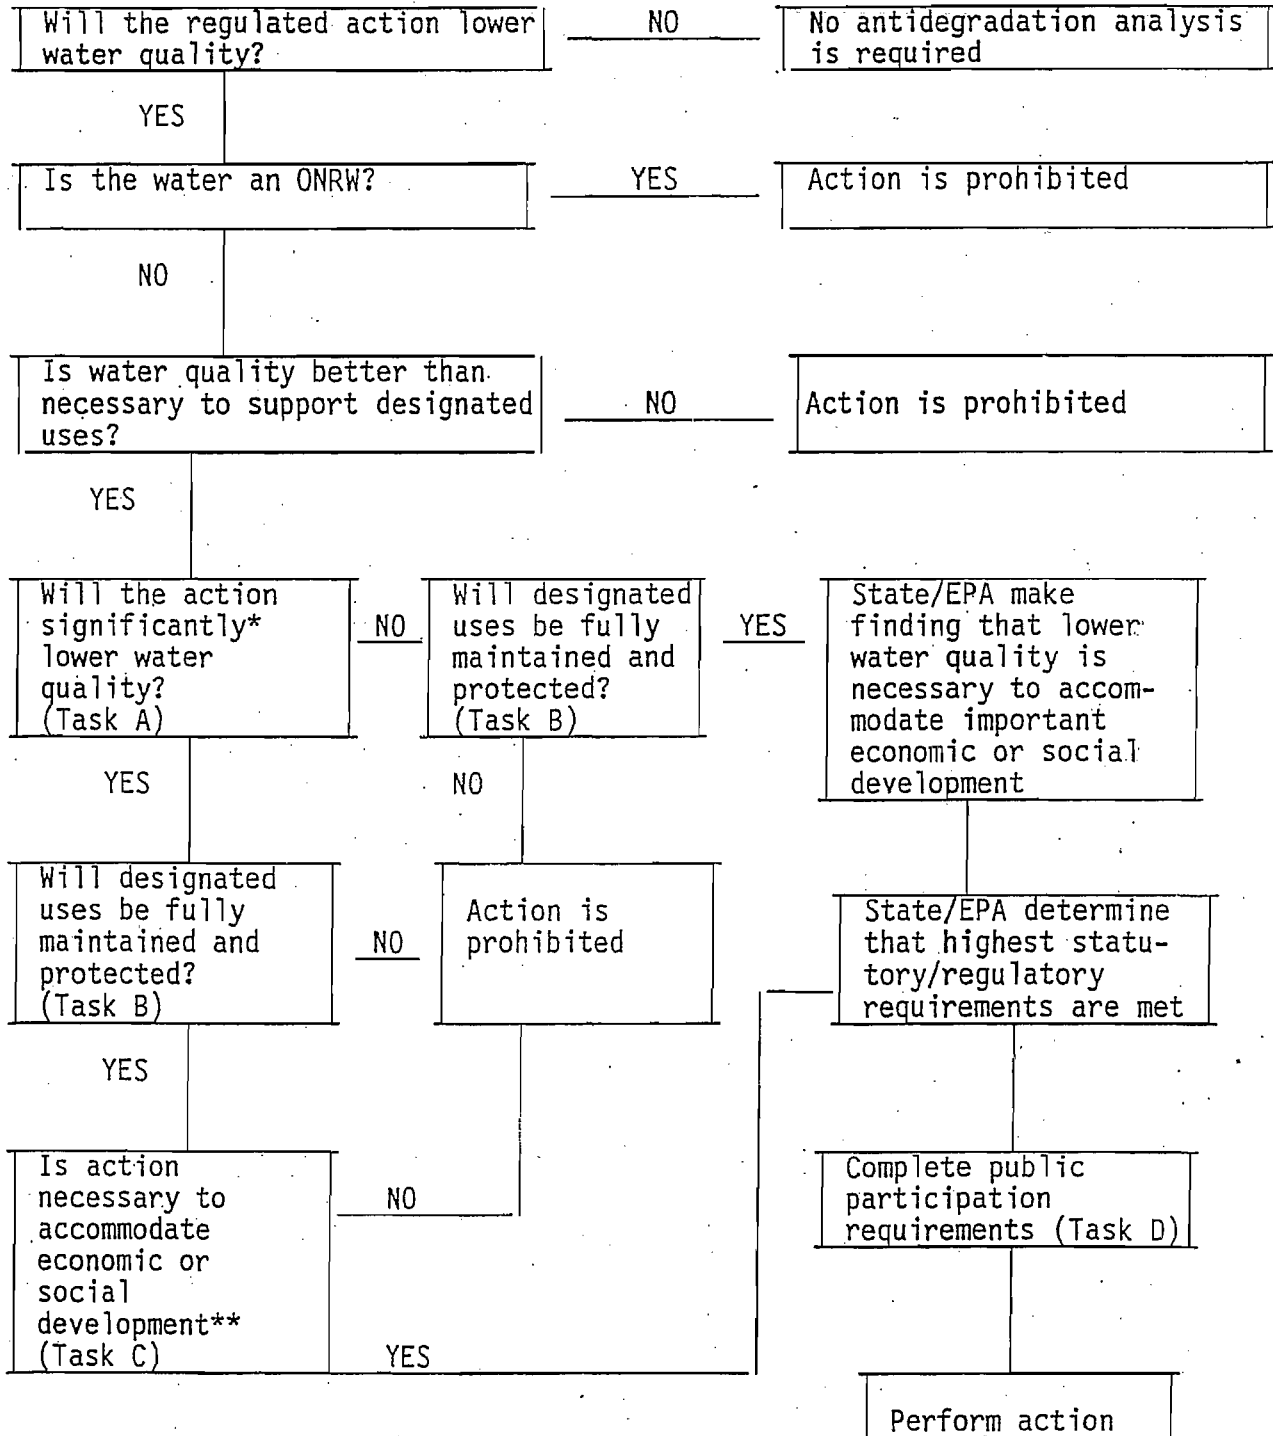 Will the regulated action lower
water quality?
NO
No antidegradation analysis
is required
YES
Is the water an ONRW?
YES
Action is prohibited
NO
Is water quality better than
necessary to support designated
uses?
NO
Action is prohibited
YES
Will the action
significantly*
lower water
quality?
(Task A)
NO
Will designated
uses be fully
maintained and
protected?
(Task B)
YES
State/EPA make
finding that lower
water quality is
necessary to accom-
modate important
economic or social
development
YES
NO
Will designated
uses be fully
maintained and
protected?
(Task B)
NO
Action is
prohibited
State/EPA determine
that highest statu-
tory/regulatory
requirements are met
YES
Is action
necessary to
accommodate
economic or
social
development**
(Task C)
NO
YES
Complete public
participation
requirements (Task D)
Perform action